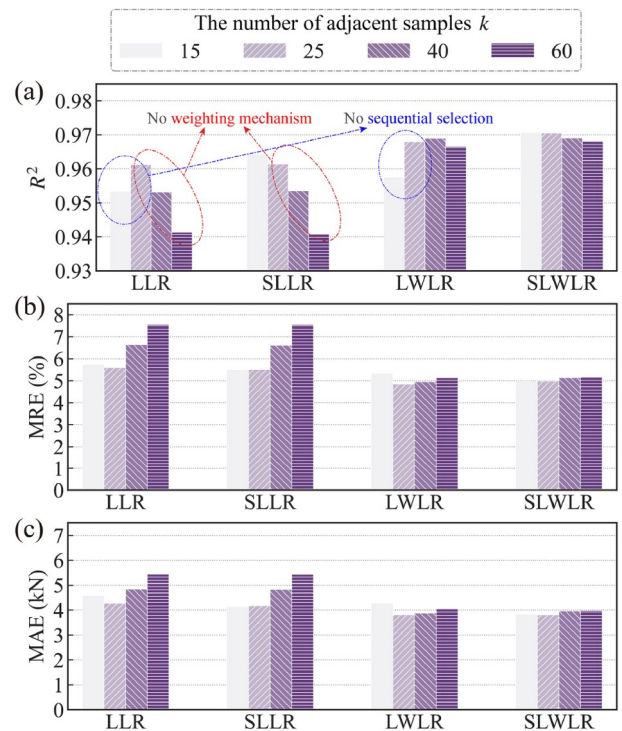 The number of adjacent samples k
15 25 40 60
(a)
No weighting mechanism No sequential selection
0.98
0.97
0.96
0.95
0.94
0.93
R²
LLR SLLR LWLR SLWLR
(b)
8
7
6
5
4
3
2
1
0
MRE (%)
LLR SLLR LWLR SLWLR
(c)
7
6
5
4
3
2
1
0
MAE (kN)
LLR SLLR LWLR SLWLR